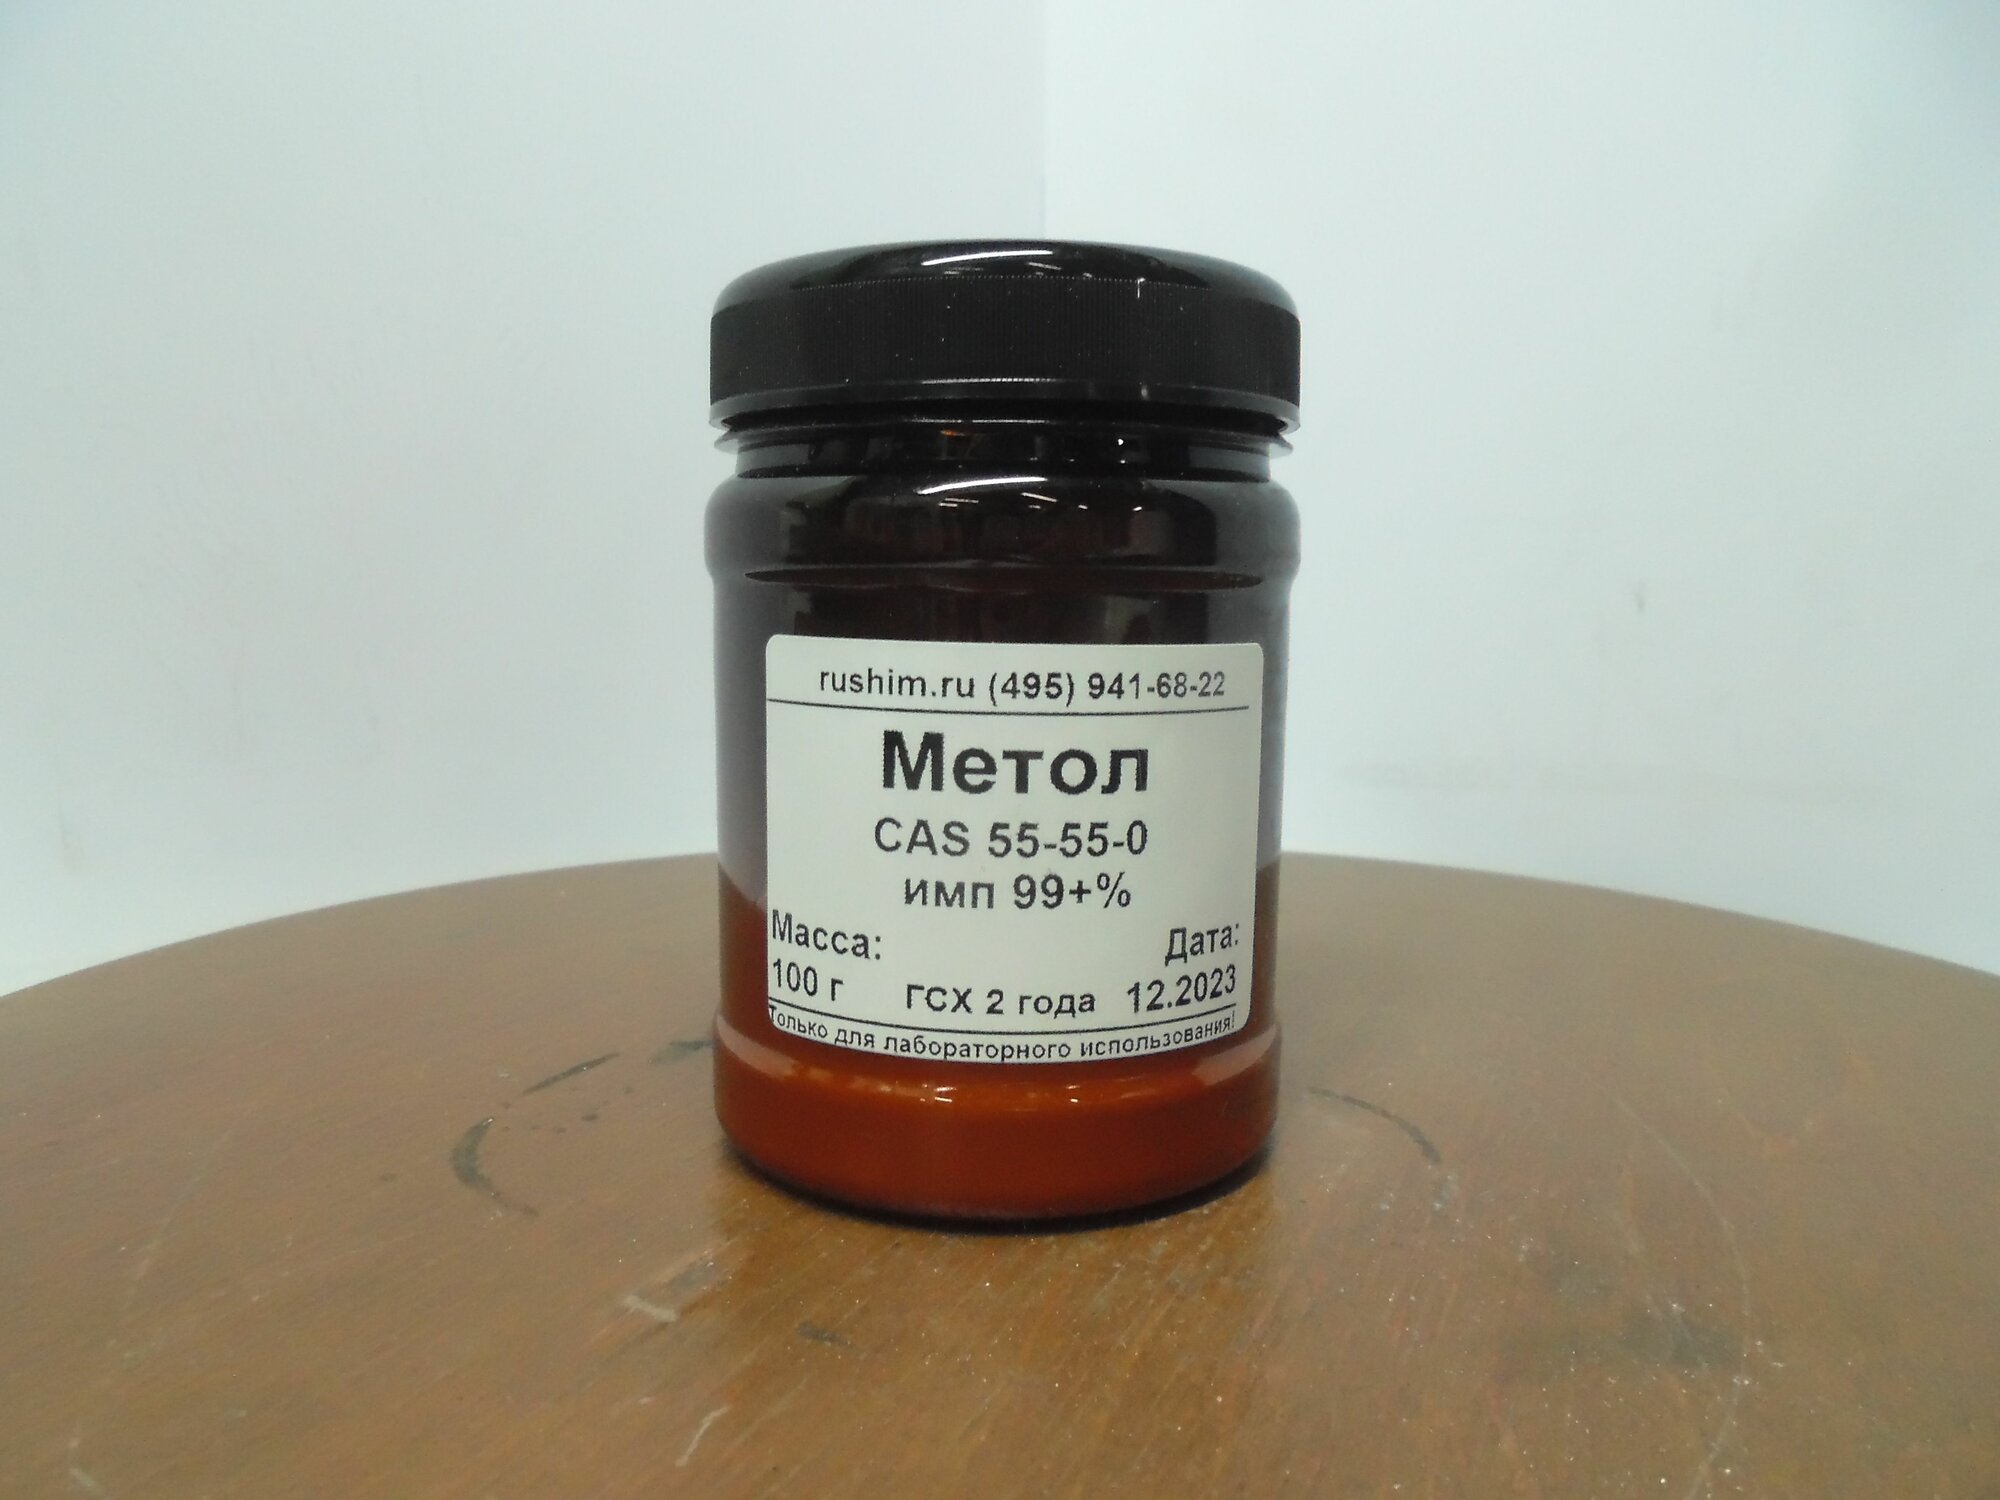 rushim.ru (495) 941-68-22
Метол
CAS 55-55-0
имп 99+%
Масса: Дата:
100 г ГСХ 2 года 12.2023
Только для лабораторного использования!